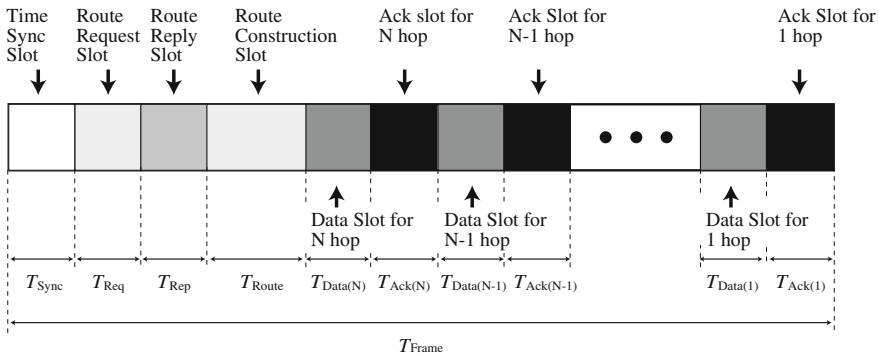 Time
Sync
Slot
Route
Request
Slot
Route
Reply
Slot
Route
Construction
Slot
Ack slot for
N hop
Ack Slot for
N-1 hop
Ack Slot for
1 hop
Data Slot for
N hop
Data Slot for
N-1 hop
Data Slot for
1 hop
TSync
TReq
TRep
TRoute
TData(N)
TAck(N)
TData(N-1)
TAck(N-1)
TData(1)
TAck(1)
TFrame